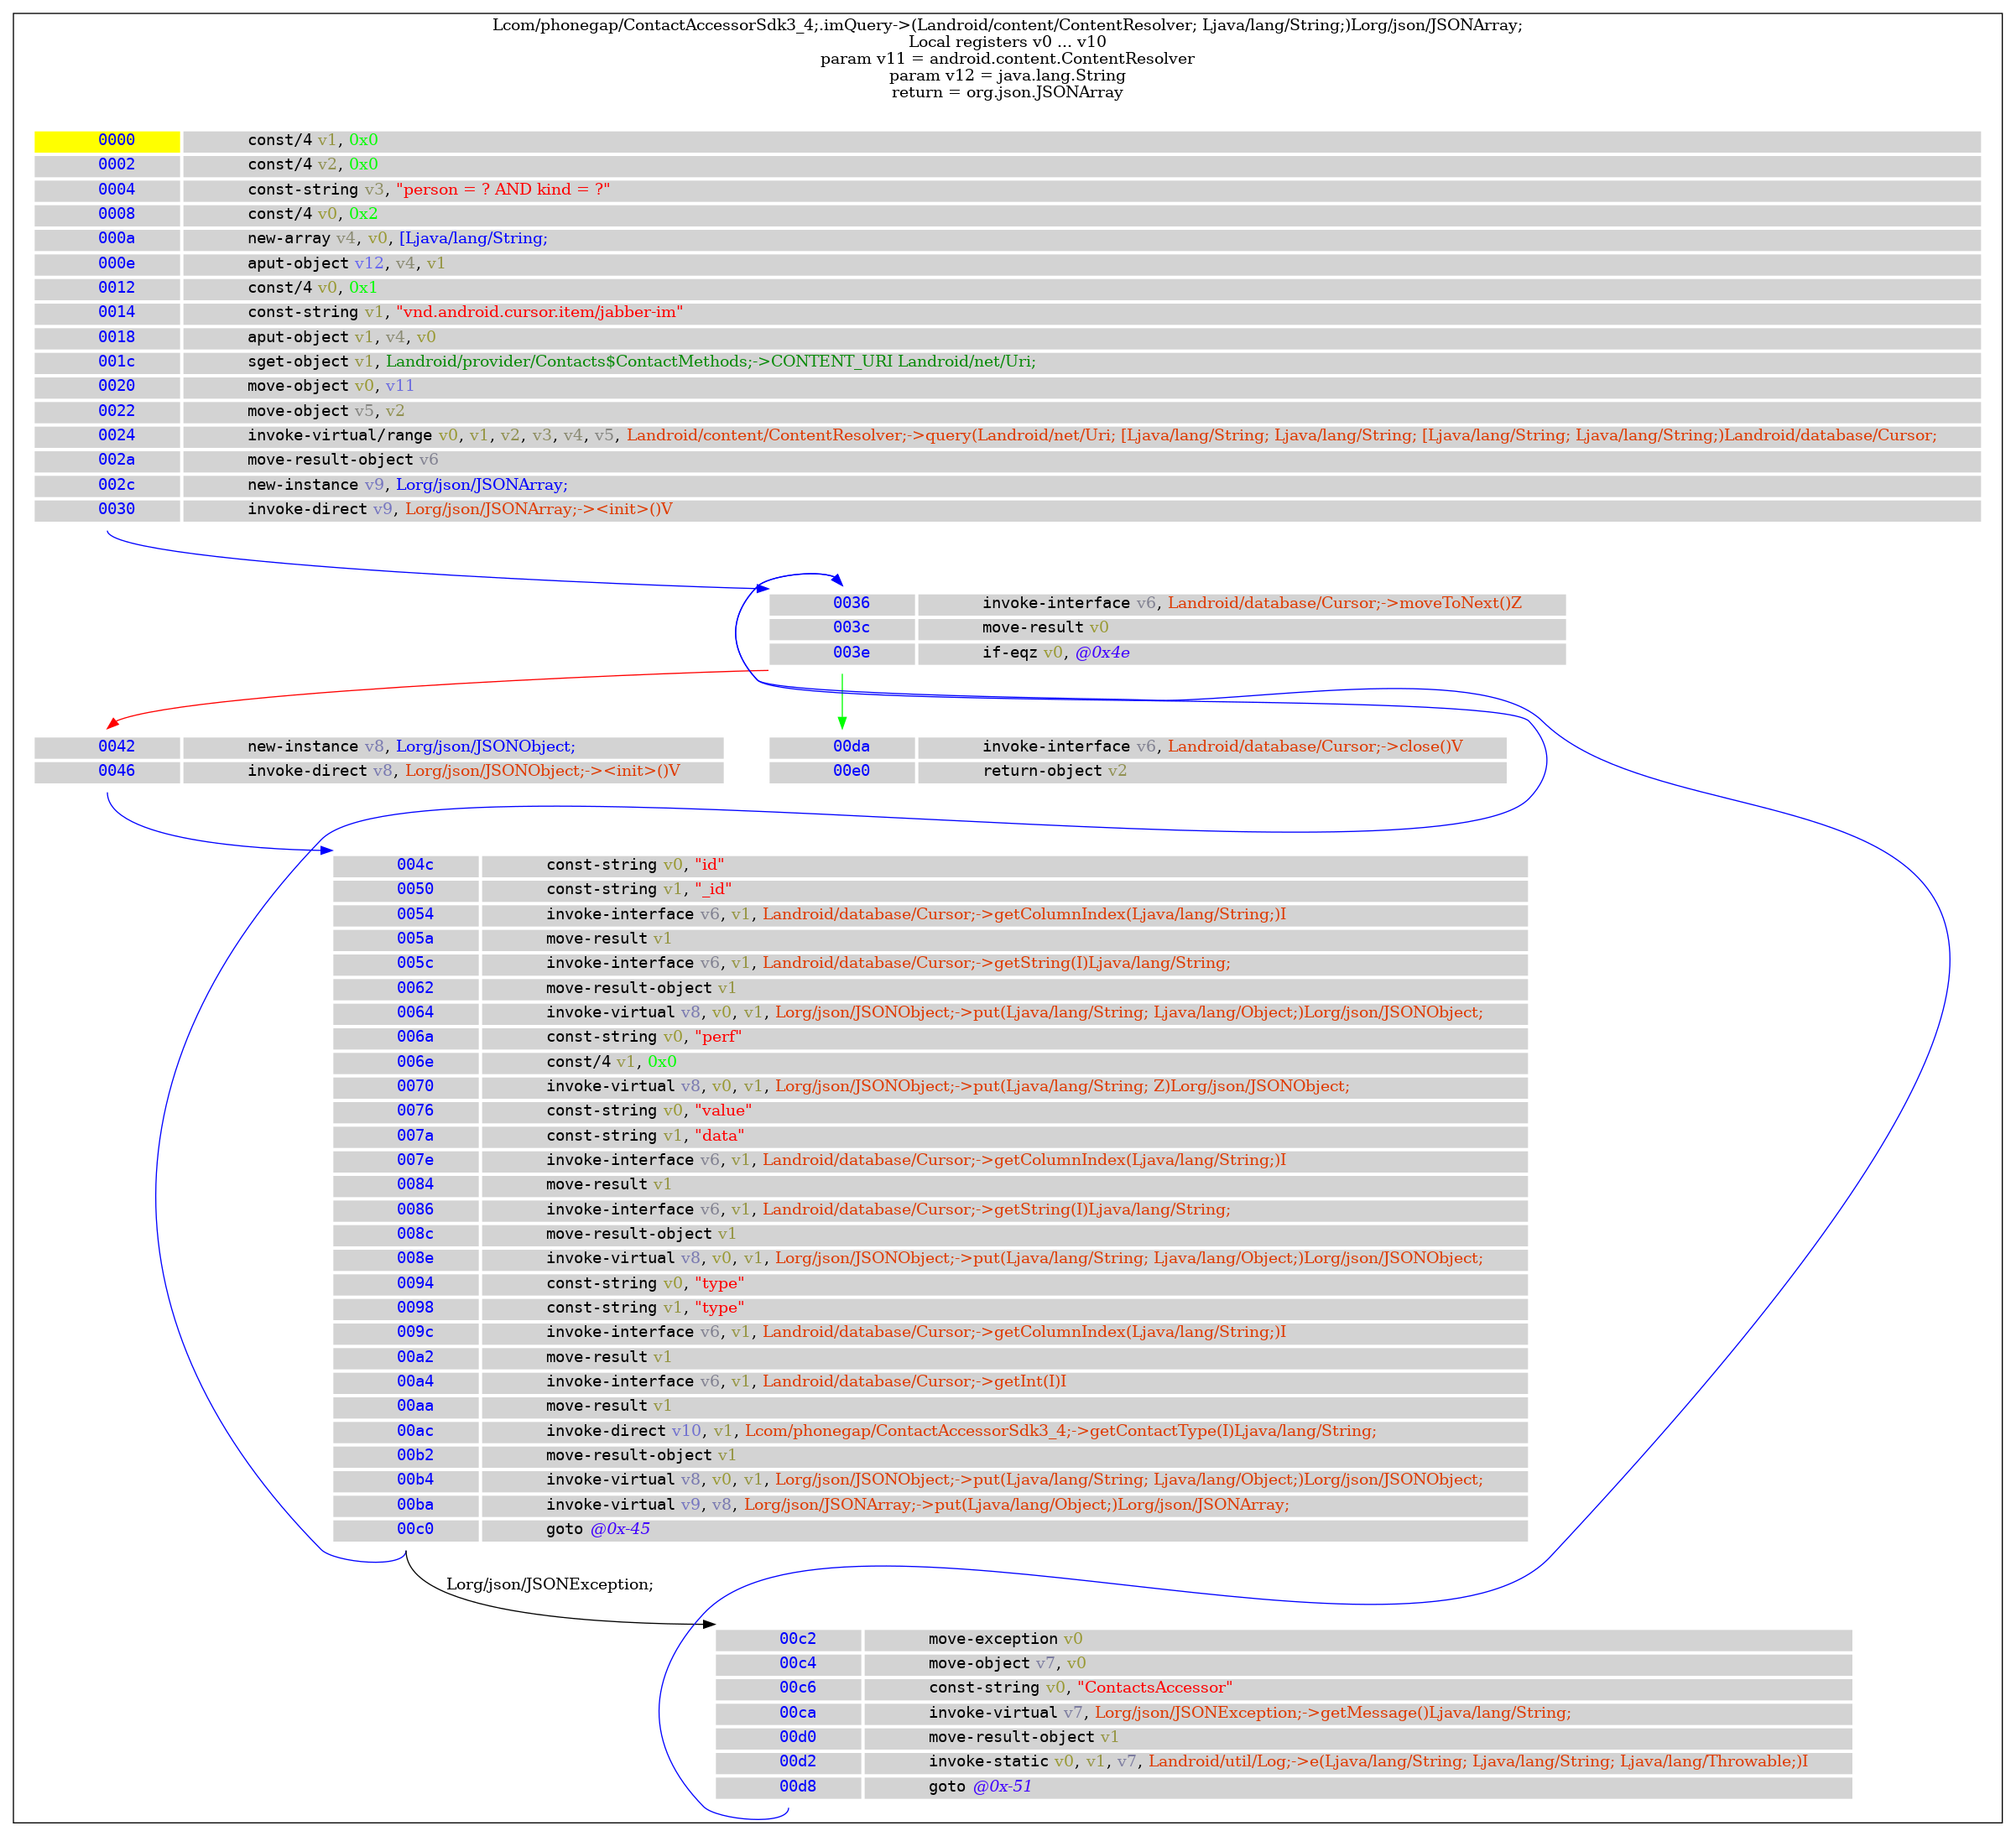 Lcom/phonegap/ContactAccessorSdk3_4;.imQuery->(Landroid/content/ContentResolver; Ljava/lang/String;)Lorg/json/JSONArray;
Local registers v0 ... v10
param v11 = android.content.ContentResolver
param v12 = java.lang.String
return = org.json.JSONArray
0000 const/4 v1, 0x0
0002 const/4 v2, 0x0
0004 const-string v3, "person = ? AND kind = ?"
0008 const/4 v0, 0x2
000a new-array v4, v0, [Ljava/lang/String;
000e aput-object v12, v4, v1
0012 const/4 v0, 0x1
0014 const-string v1, "vnd.android.cursor.item/jabber-im"
0018 aput-object v1, v4, v0
001c sget-object v1, Landroid/provider/Contacts$ContactMethods;->CONTENT_URI Landroid/net/Uri;
0020 move-object v0, v11
0022 move-object v5, v2
0024 invoke-virtual/range v0, v1, v2, v3, v4, v5, Landroid/content/ContentResolver;->query(Landroid/net/Uri; [Ljava/lang/String; Ljava/lang/String; [Ljava/lang/String; Ljava/lang/String;)Landroid/database/Cursor;
002a move-result-object v6
002c new-instance v9, Lorg/json/JSONArray;
0030 invoke-direct v9, Lorg/json/JSONArray;-><init>()V
0036 invoke-interface v6, Landroid/database/Cursor;->moveToNext()Z
003c move-result v0
003e if-eqz v0, @0x4e
0042 new-instance v8, Lorg/json/JSONObject;
0046 invoke-direct v8, Lorg/json/JSONObject;-><init>()V
00da invoke-interface v6, Landroid/database/Cursor;->close()V
00e0 return-object v2
004c const-string v0, "id"
0050 const-string v1, "_id"
0054 invoke-interface v6, v1, Landroid/database/Cursor;->getColumnIndex(Ljava/lang/String;)I
005a move-result v1
005c invoke-interface v6, v1, Landroid/database/Cursor;->getString(I)Ljava/lang/String;
0062 move-result-object v1
0064 invoke-virtual v8, v0, v1, Lorg/json/JSONObject;->put(Ljava/lang/String; Ljava/lang/Object;)Lorg/json/JSONObject;
006a const-string v0, "perf"
006e const/4 v1, 0x0
0070 invoke-virtual v8, v0, v1, Lorg/json/JSONObject;->put(Ljava/lang/String; Z)Lorg/json/JSONObject;
0076 const-string v0, "value"
007a const-string v1, "data"
007e invoke-interface v6, v1, Landroid/database/Cursor;->getColumnIndex(Ljava/lang/String;)I
0084 move-result v1
0086 invoke-interface v6, v1, Landroid/database/Cursor;->getString(I)Ljava/lang/String;
008c move-result-object v1
008e invoke-virtual v8, v0, v1, Lorg/json/JSONObject;->put(Ljava/lang/String; Ljava/lang/Object;)Lorg/json/JSONObject;
0094 const-string v0, "type"
0098 const-string v1, "type"
009c invoke-interface v6, v1, Landroid/database/Cursor;->getColumnIndex(Ljava/lang/String;)I
00a2 move-result v1
00a4 invoke-interface v6, v1, Landroid/database/Cursor;->getInt(I)I
00aa move-result v1
00ac invoke-direct v10, v1, Lcom/phonegap/ContactAccessorSdk3_4;->getContactType(I)Ljava/lang/String;
00b2 move-result-object v1
00b4 invoke-virtual v8, v0, v1, Lorg/json/JSONObject;->put(Ljava/lang/String; Ljava/lang/Object;)Lorg/json/JSONObject;
00ba invoke-virtual v9, v8, Lorg/json/JSONArray;->put(Ljava/lang/Object;)Lorg/json/JSONArray;
00c0 goto @0x-45
Lorg/json/JSONException;
00c2 move-exception v0
00c4 move-object v7, v0
00c6 const-string v0, "ContactsAccessor"
00ca invoke-virtual v7, Lorg/json/JSONException;->getMessage()Ljava/lang/String;
00d0 move-result-object v1
00d2 invoke-static v0, v1, v7, Landroid/util/Log;->e(Ljava/lang/String; Ljava/lang/String; Ljava/lang/Throwable;)I
00d8 goto @0x-51